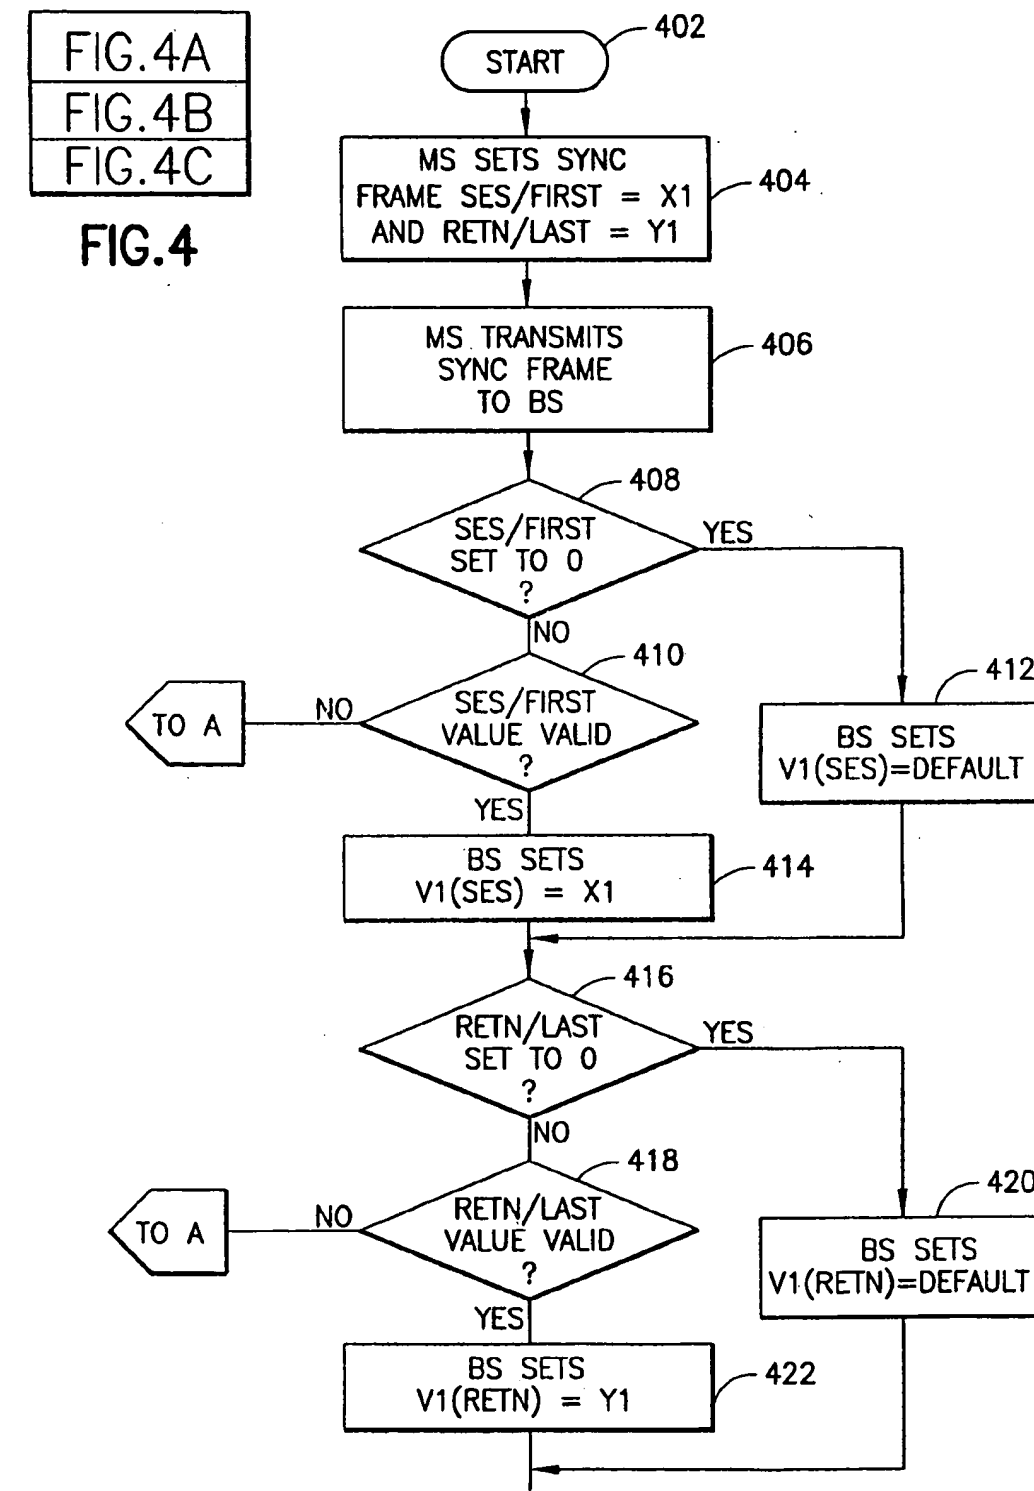 FIG.4A
FIG.4B
FIG.4C
FIG.4
START
402
MS SETS SYNC
FRAME SES/FIRST = X1
AND RETN/LAST = Y1
404
MS TRANSMITS
SYNC FRAME
TO BS
406
408
SES/FIRST
SET TO 0
?
YES
NO
410
SES/FIRST
VALUE VALID
?
NO
TO A
412
BS SETS
V1(SES)=DEFAULT
YES
BS SETS
V1(SES) = X1
414
416
RETN/LAST
SET TO 0
?
YES
NO
418
RETN/LAST
VALUE VALID
?
NO
TO A
420
BS SETS
V1(RETN)=DEFAULT
YES
BS SETS
V1(RETN) = Y1
422